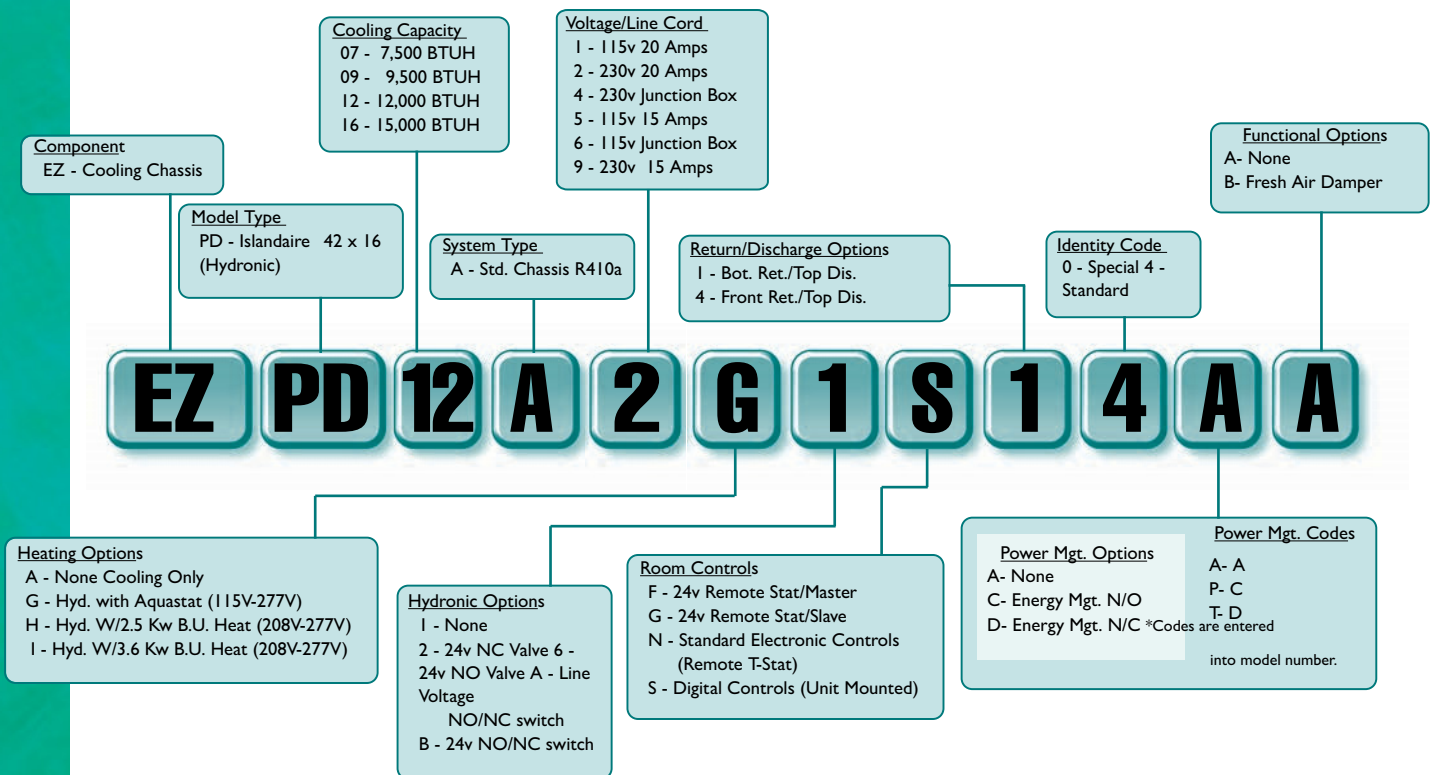 Cooling Capacity
07 - 7,500 BTUH
09 - 9,500 BTUH
12 - 12,000 BTUH
16 - 15,000 BTUH
Voltage/Line Cord
1 - 115v 20 Amps
2 - 230v 20 Amps
4 - 230v Junction Box
5 - 115v 15 Amps
6 - 115v Junction Box
9 - 230v 15 Amps
Component
EZ - Cooling Chassis
Functional Options
A- None
B- Fresh Air Damper
Model Type
PD - Islandaire 42 x 16
(Hydronic)
System Type
A - Std. Chassis R410a
Return/Discharge Options
1 - Bot. Ret./Top Dis.
4 - Front Ret./Top Dis.
Identity Code
0 - Special 4 -
Standard
EZ PD 12 A 2 G 1 S 1 4 A A
Heating Options
A - None Cooling Only
G - Hyd. with Aquastat (115V-277V)
H - Hyd. W/2.5 Kw B.U. Heat (208V-277V)
I - Hyd. W/3.6 Kw B.U. Heat (208V-277V)
Hydronic Options
1 - None
2 - 24v NC Valve 6 -
24v NO Valve A - Line
Voltage
NO/NC switch
B - 24v NO/NC switch
Room Controls
F - 24v Remote Stat/Master
G - 24v Remote Stat/Slave
N - Standard Electronic Controls
(Remote T-Stat)
S - Digital Controls (Unit Mounted)
Power Mgt. Options
A- None
C- Energy Mgt. N/O
D- Energy Mgt. N/C *Codes are entered
into model number.
Power Mgt. Codes
A- A
P- C
T- D